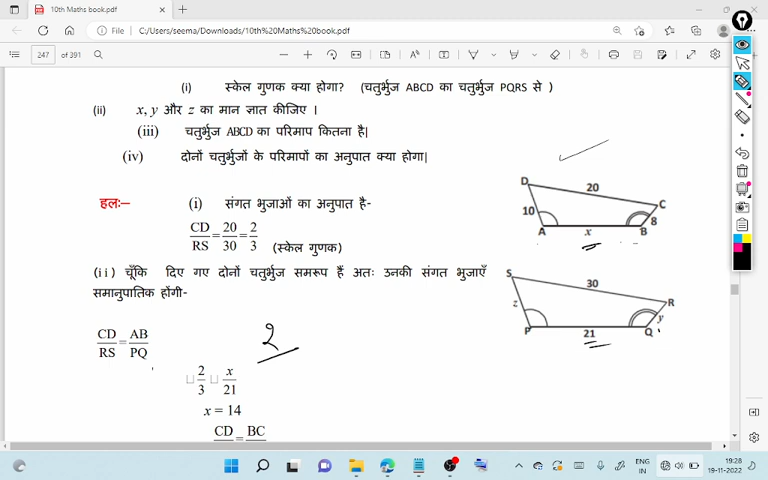 10th Maths book.pdf
File C:/Users/seema/Downloads/10th%20Maths%20book.pdf
247 of 391
(i) स्केल गुणक क्या होगा? (चतुर्भुज ABCD का चतुर्भुज PQRS से )
(ii) x, y और z का मान ज्ञात कीजिए ।
(iii) चतुर्भुज ABCD का परिमाप कितना है|
(iv) दोनों चतुर्भुजों के परिमापों का अनुपात क्या होगा|
D 20 C
10 8
A x B
हलः– (i) संगत भुजाओं का अनुपात है-
CD/RS = 20/30 = 2/3 (स्केल गुणक)
(ii) चूँकि दिए गए दोनों चतुर्भुज समरूप हैं अतः उनकी संगत भुजाएँ
समानुपातिक होंगी-
S 30 R
z y
P 21 Q
CD/RS = AB/PQ
2
2/3 x/21
x = 14
CD = BC
ENG
IN
19:28
19-11-2022